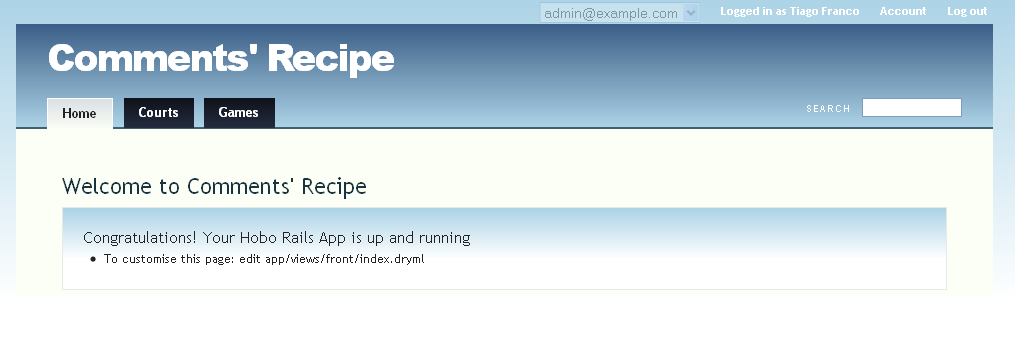 admin@example.com
Logged in as Tiago Franco
Account
Log out
Comments' Recipe
Home
Courts
Games
SEARCH
Welcome to Comments' Recipe
Congratulations! Your Hobo Rails App is up and running
To customise this page: edit app/views/front/index.dryml